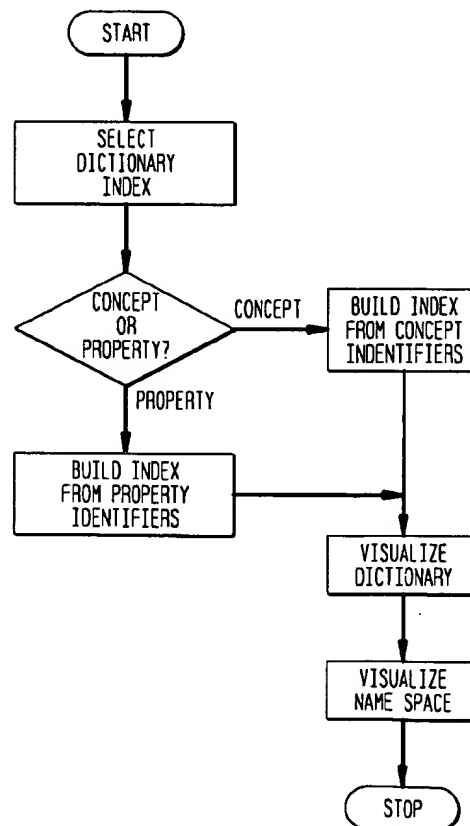 START
SELECT
DICTIONARY
INDEX
CONCEPT
OR
PROPERTY?
CONCEPT
BUILD INDEX
FROM CONCEPT
INDENTIFIERS
PROPERTY
BUILD INDEX
FROM PROPERTY
IDENTIFIERS
VISUALIZE
DICTIONARY
VISUALIZE
NAME SPACE
STOP